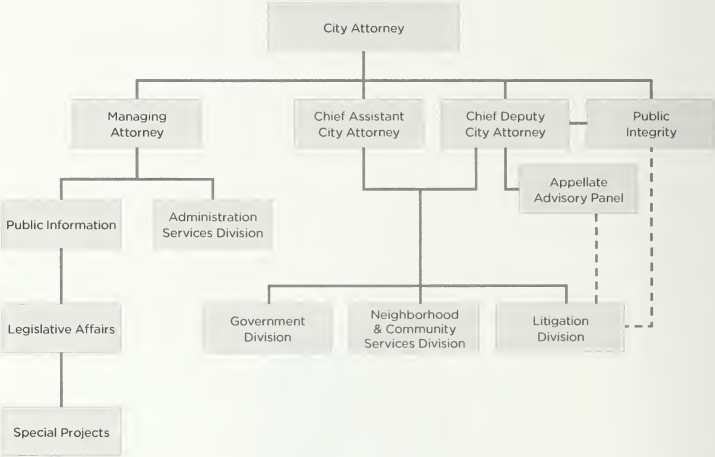 City Attorney
Managing
Attorney
Chief Assistant
City Attorney
Chief Deputy
City Attorney
Public
Integrity
Appellate
Advisory Panel
Public Information
Administration
Services Division
Legislative Affairs
Government
Division
Neighborhood
& Community
Services Division
Litigation
Division
Special Projects